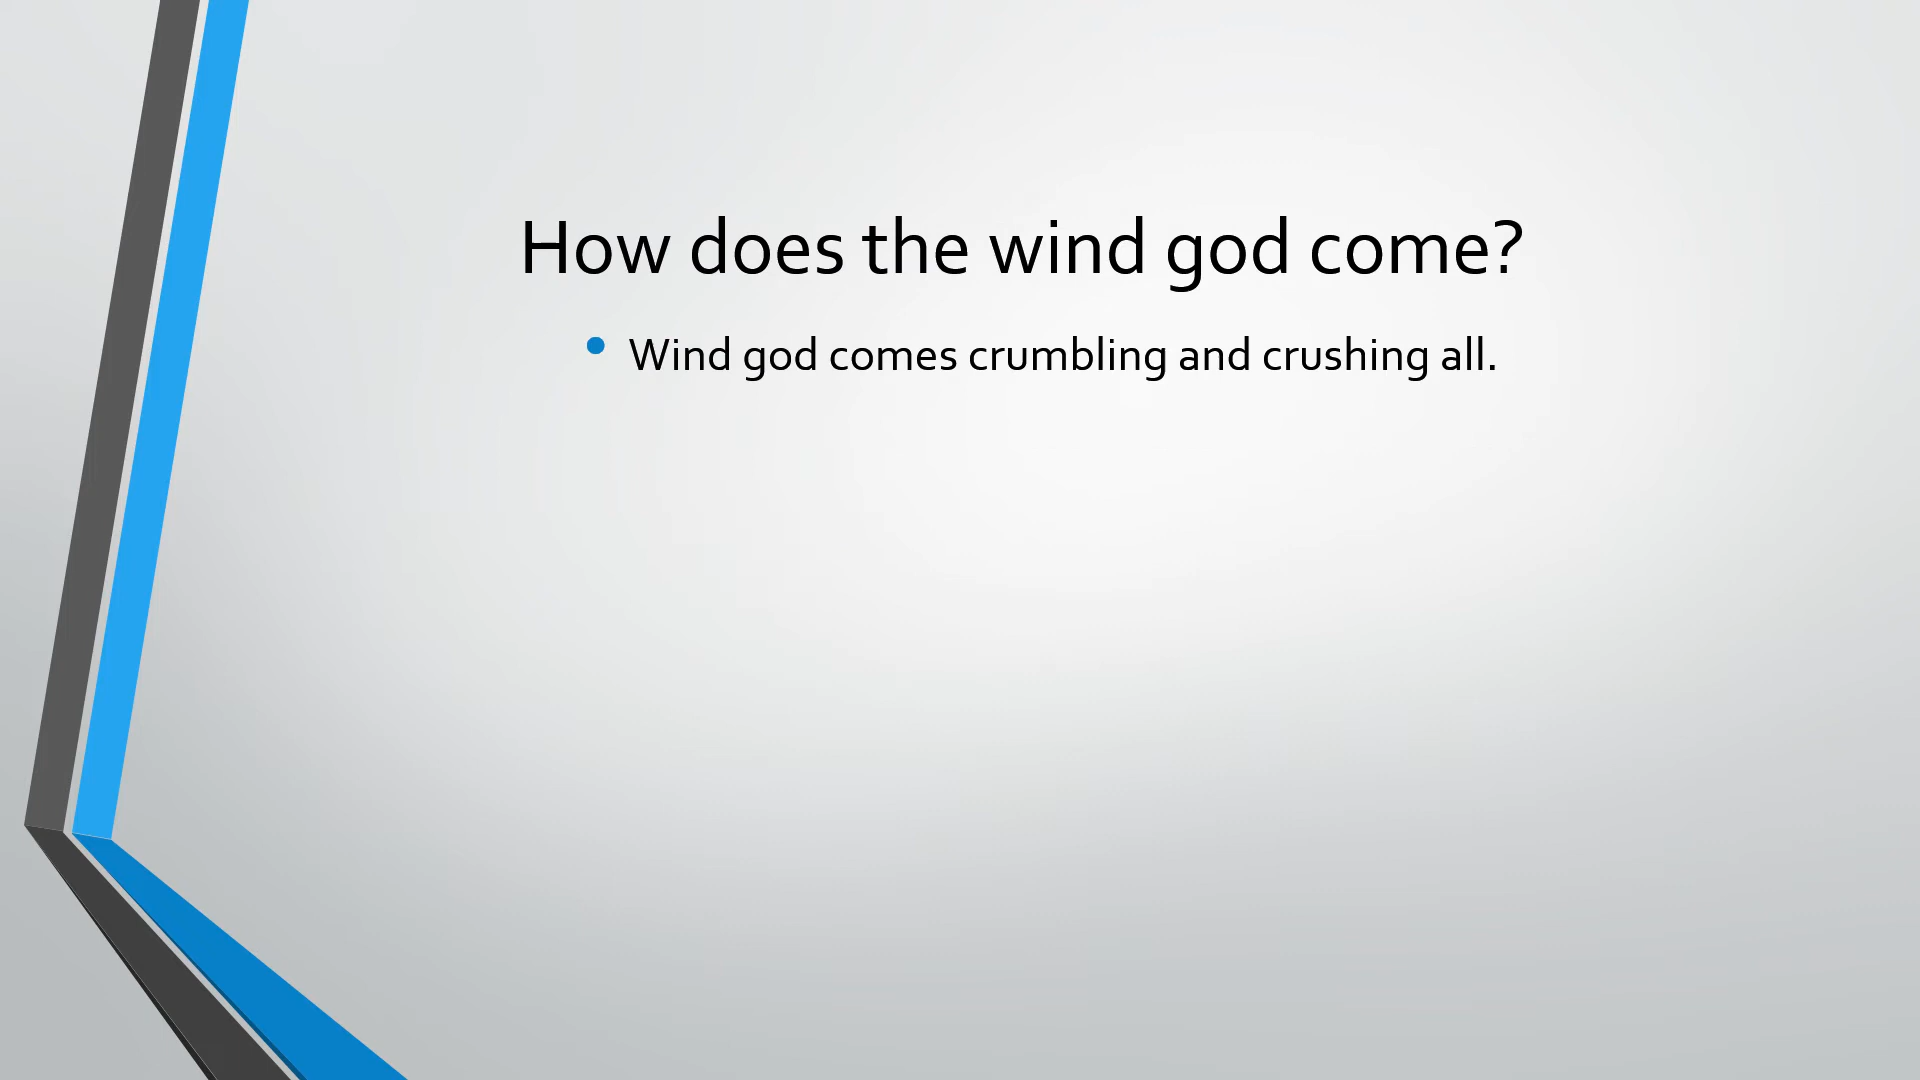 How does the wind god come?
Wind god comes crumbling and crushing all.